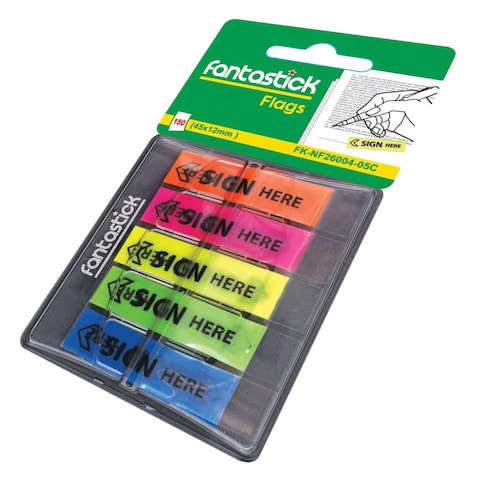 fantastick
Flags
150 (45x12mm)
SIGN HERE
FK-NF26004-05C
fantastick
SIGN HERE
SIGN HERE
SIGN HERE
SIGN HERE
SIGN HERE